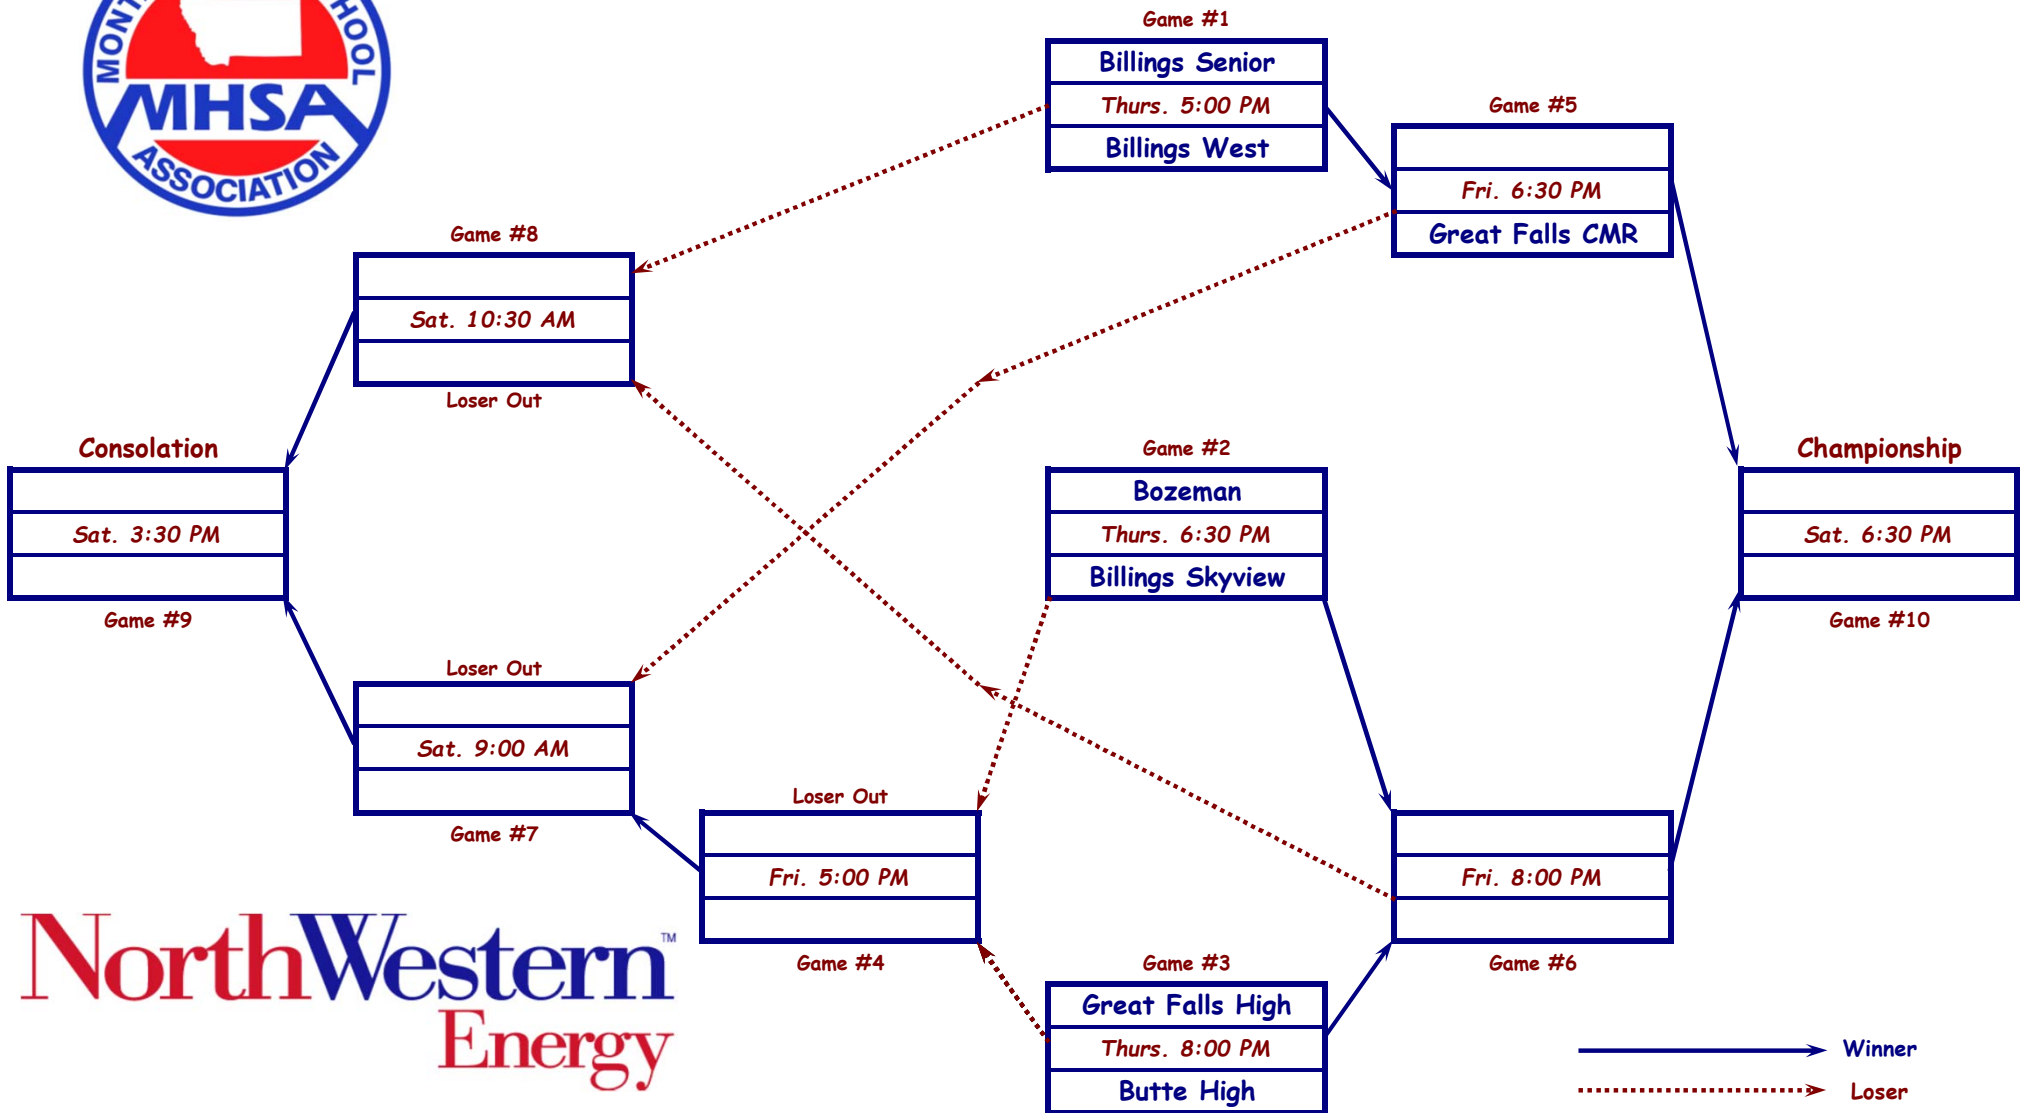 MONT
HOOL
MHSA
ASSOCIATION
Game #1
Billings Senior
Thurs. 5:00 PM
Billings West
Game #5
Fri. 6:30 PM
Great Falls CMR
Game #8
Sat. 10:30 AM
Loser Out
Consolation
Sat. 3:30 PM
Game #9
Game #2
Bozeman
Thurs. 6:30 PM
Billings Skyview
Championship
Sat. 6:30 PM
Game #10
Loser Out
Sat. 9:00 AM
Game #7
Loser Out
Fri. 5:00 PM
Game #4
Fri. 8:00 PM
Game #6
Game #3
Great Falls High
Thurs. 8:00 PM
Butte High
NorthWestern™
Energy
Winner
Loser